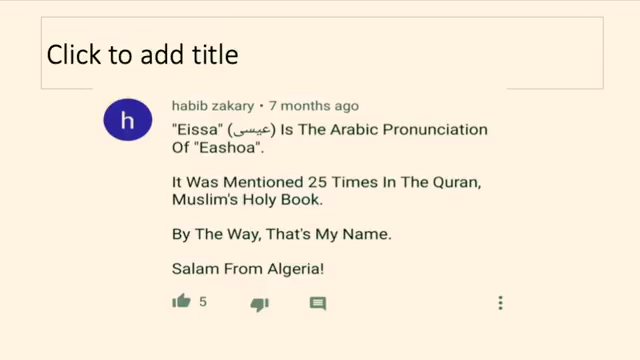 Click to add title
h
habib zakary • 7 months ago
"Eissa" (عيسى) Is The Arabic Pronunciation
Of "Eashoa".
It Was Mentioned 25 Times In The Quran,
Muslim's Holy Book.
By The Way, That's My Name.
Salam From Algeria!
5